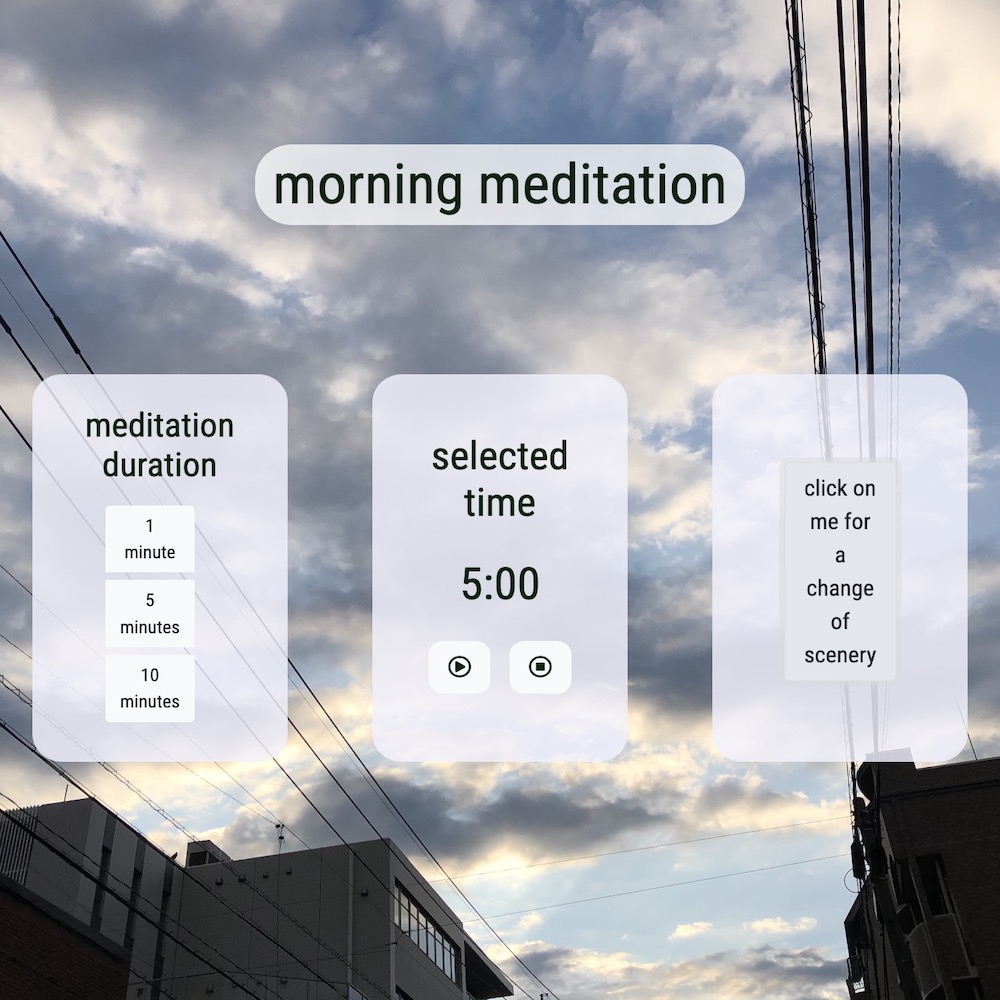 morning meditation
meditation
duration
1
minute
5
minutes
10
minutes
selected
time
5:00
click on
me for
a
change
of
scenery